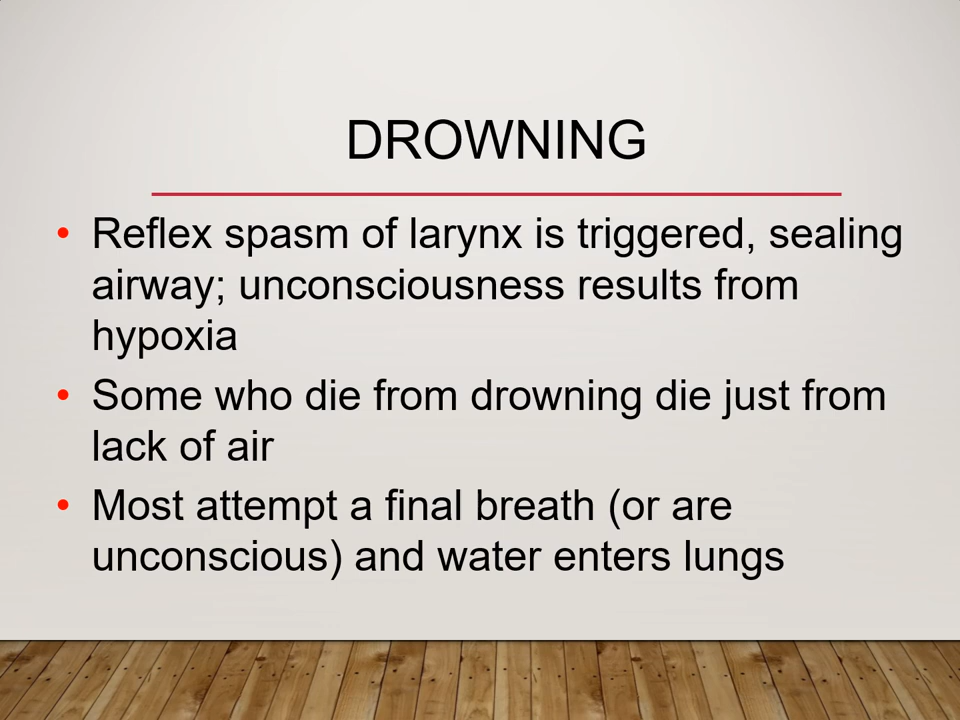 DROWNING
• Reflex spasm of larynx is triggered, sealing
airway; unconsciousness results from
hypoxia
• Some who die from drowning die just from
lack of air
• Most attempt a final breath (or are
unconscious) and water enters lungs